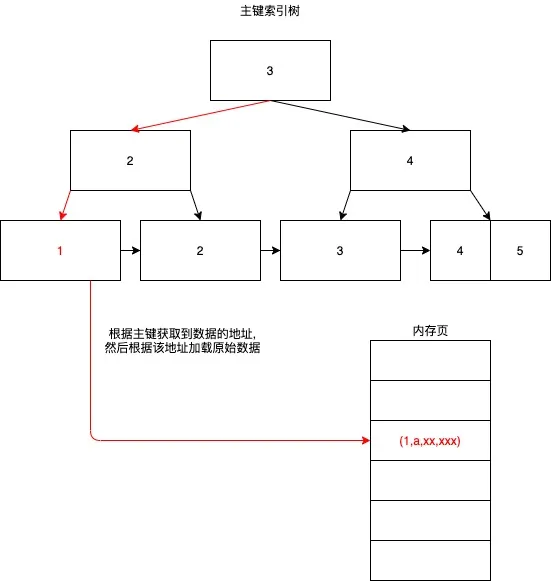 主键索引树
3
2
4
1
2
3
4
5
根据主键获取到数据的地址,
然后根据该地址加载原始数据
内存页
(1,a,xx,xxx)